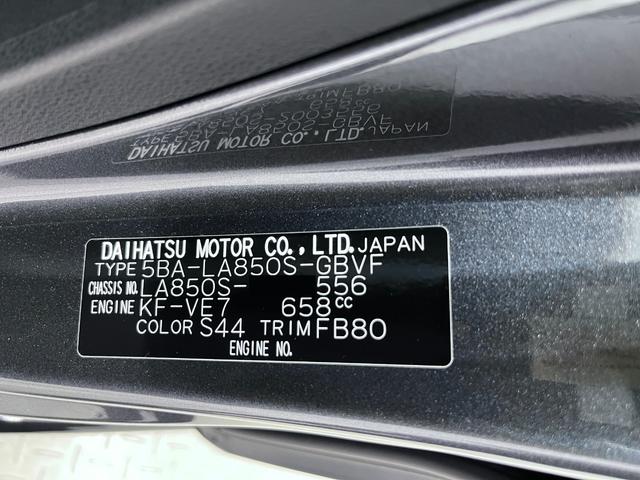 DAIHATSU MOTOR CO., LTD. JAPAN
TYPE 5BA-LA850S-GBVF
CHASSIS NO. LA850S- 556
ENGINE KF-VE7 658cc
COLOR S44 TRIM FB80
ENGINE NO.